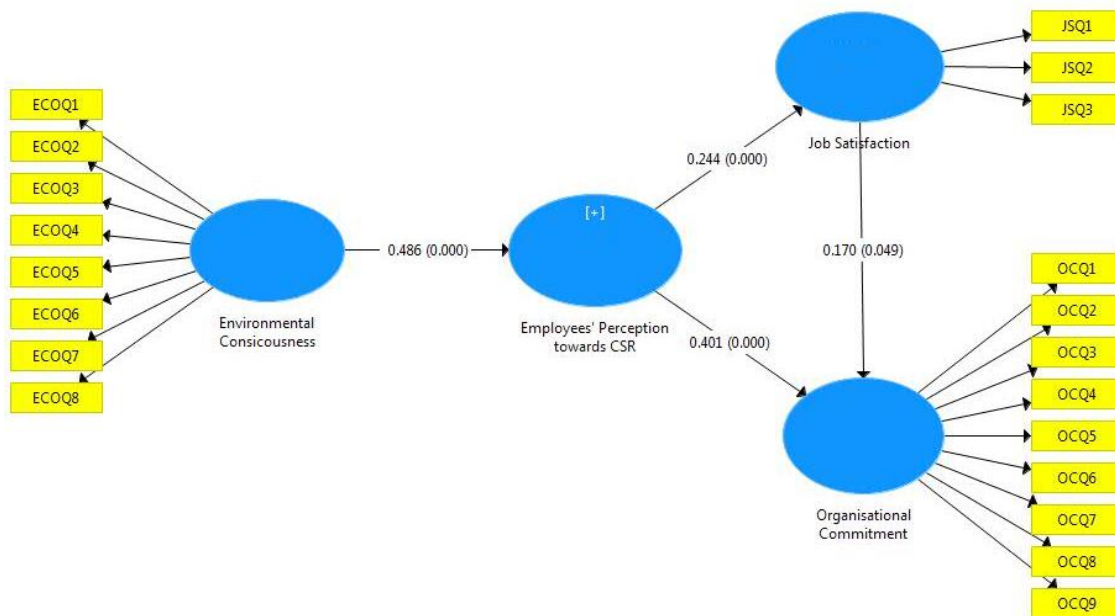 ECOQ1
ECOQ2
ECOQ3
ECOQ4
ECOQ5
ECOQ6
ECOQ7
ECOQ8
Environmental
Consicousness
0.486 (0.000)
[+]
Employees' Perception
towards CSR
0.244 (0.000)
0.401 (0.000)
Job Satisfaction
0.170 (0.049)
Organisational
Commitment
JSQ1
JSQ2
JSQ3
OCQ1
OCQ2
OCQ3
OCQ4
OCQ5
OCQ6
OCQ7
OCQ8
OCQ9